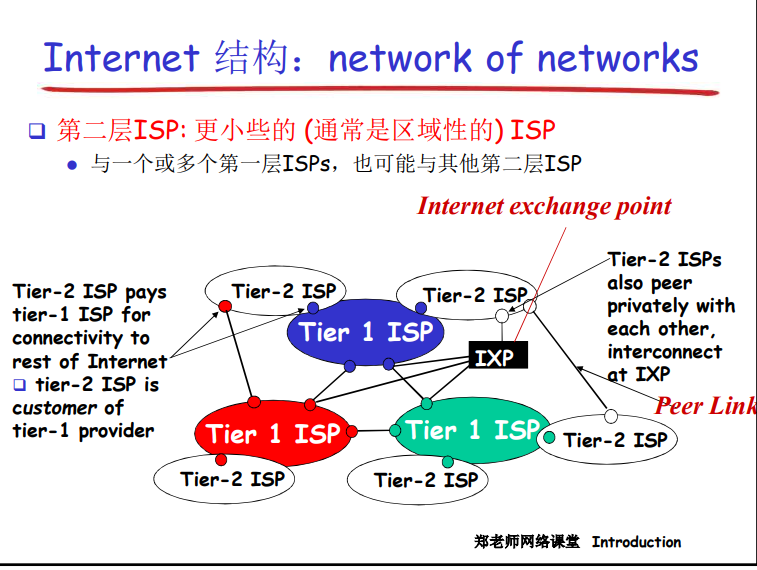 Internet 结构：network of networks
❑ 第二层ISP: 更小些的 (通常是区域性的) ISP
● 与一个或多个第一层ISPs，也可能与其他第二层ISP
Internet exchange point
Tier-2 ISP pays
tier-1 ISP for
connectivity to
rest of Internet
❑ tier-2 ISP is
customer of
tier-1 provider
Tier-2 ISP
Tier-2 ISP
Tier-2 ISPs
also peer
privately with
each other,
interconnect
at IXP
Tier 1 ISP
IXP
Peer Link
Tier 1 ISP
Tier 1 ISP
Tier-2 ISP
Tier-2 ISP
Tier-2 ISP
郑老师网络课堂 Introduction